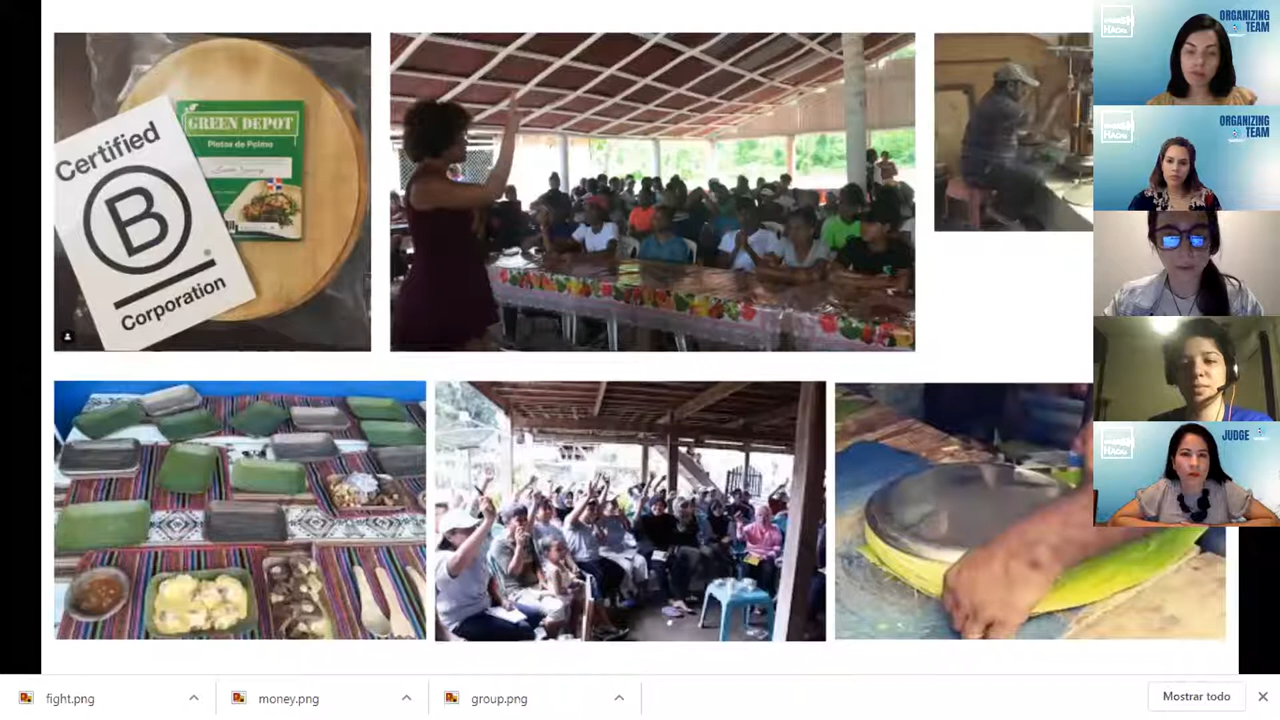 Certified
B
Corporation
GREEN DEPOT
Platos de Palma
ORGANIZING
TEAM
ORGANIZING
TEAM
JUDGE
fight.png
money.png
group.png
Mostrar todo